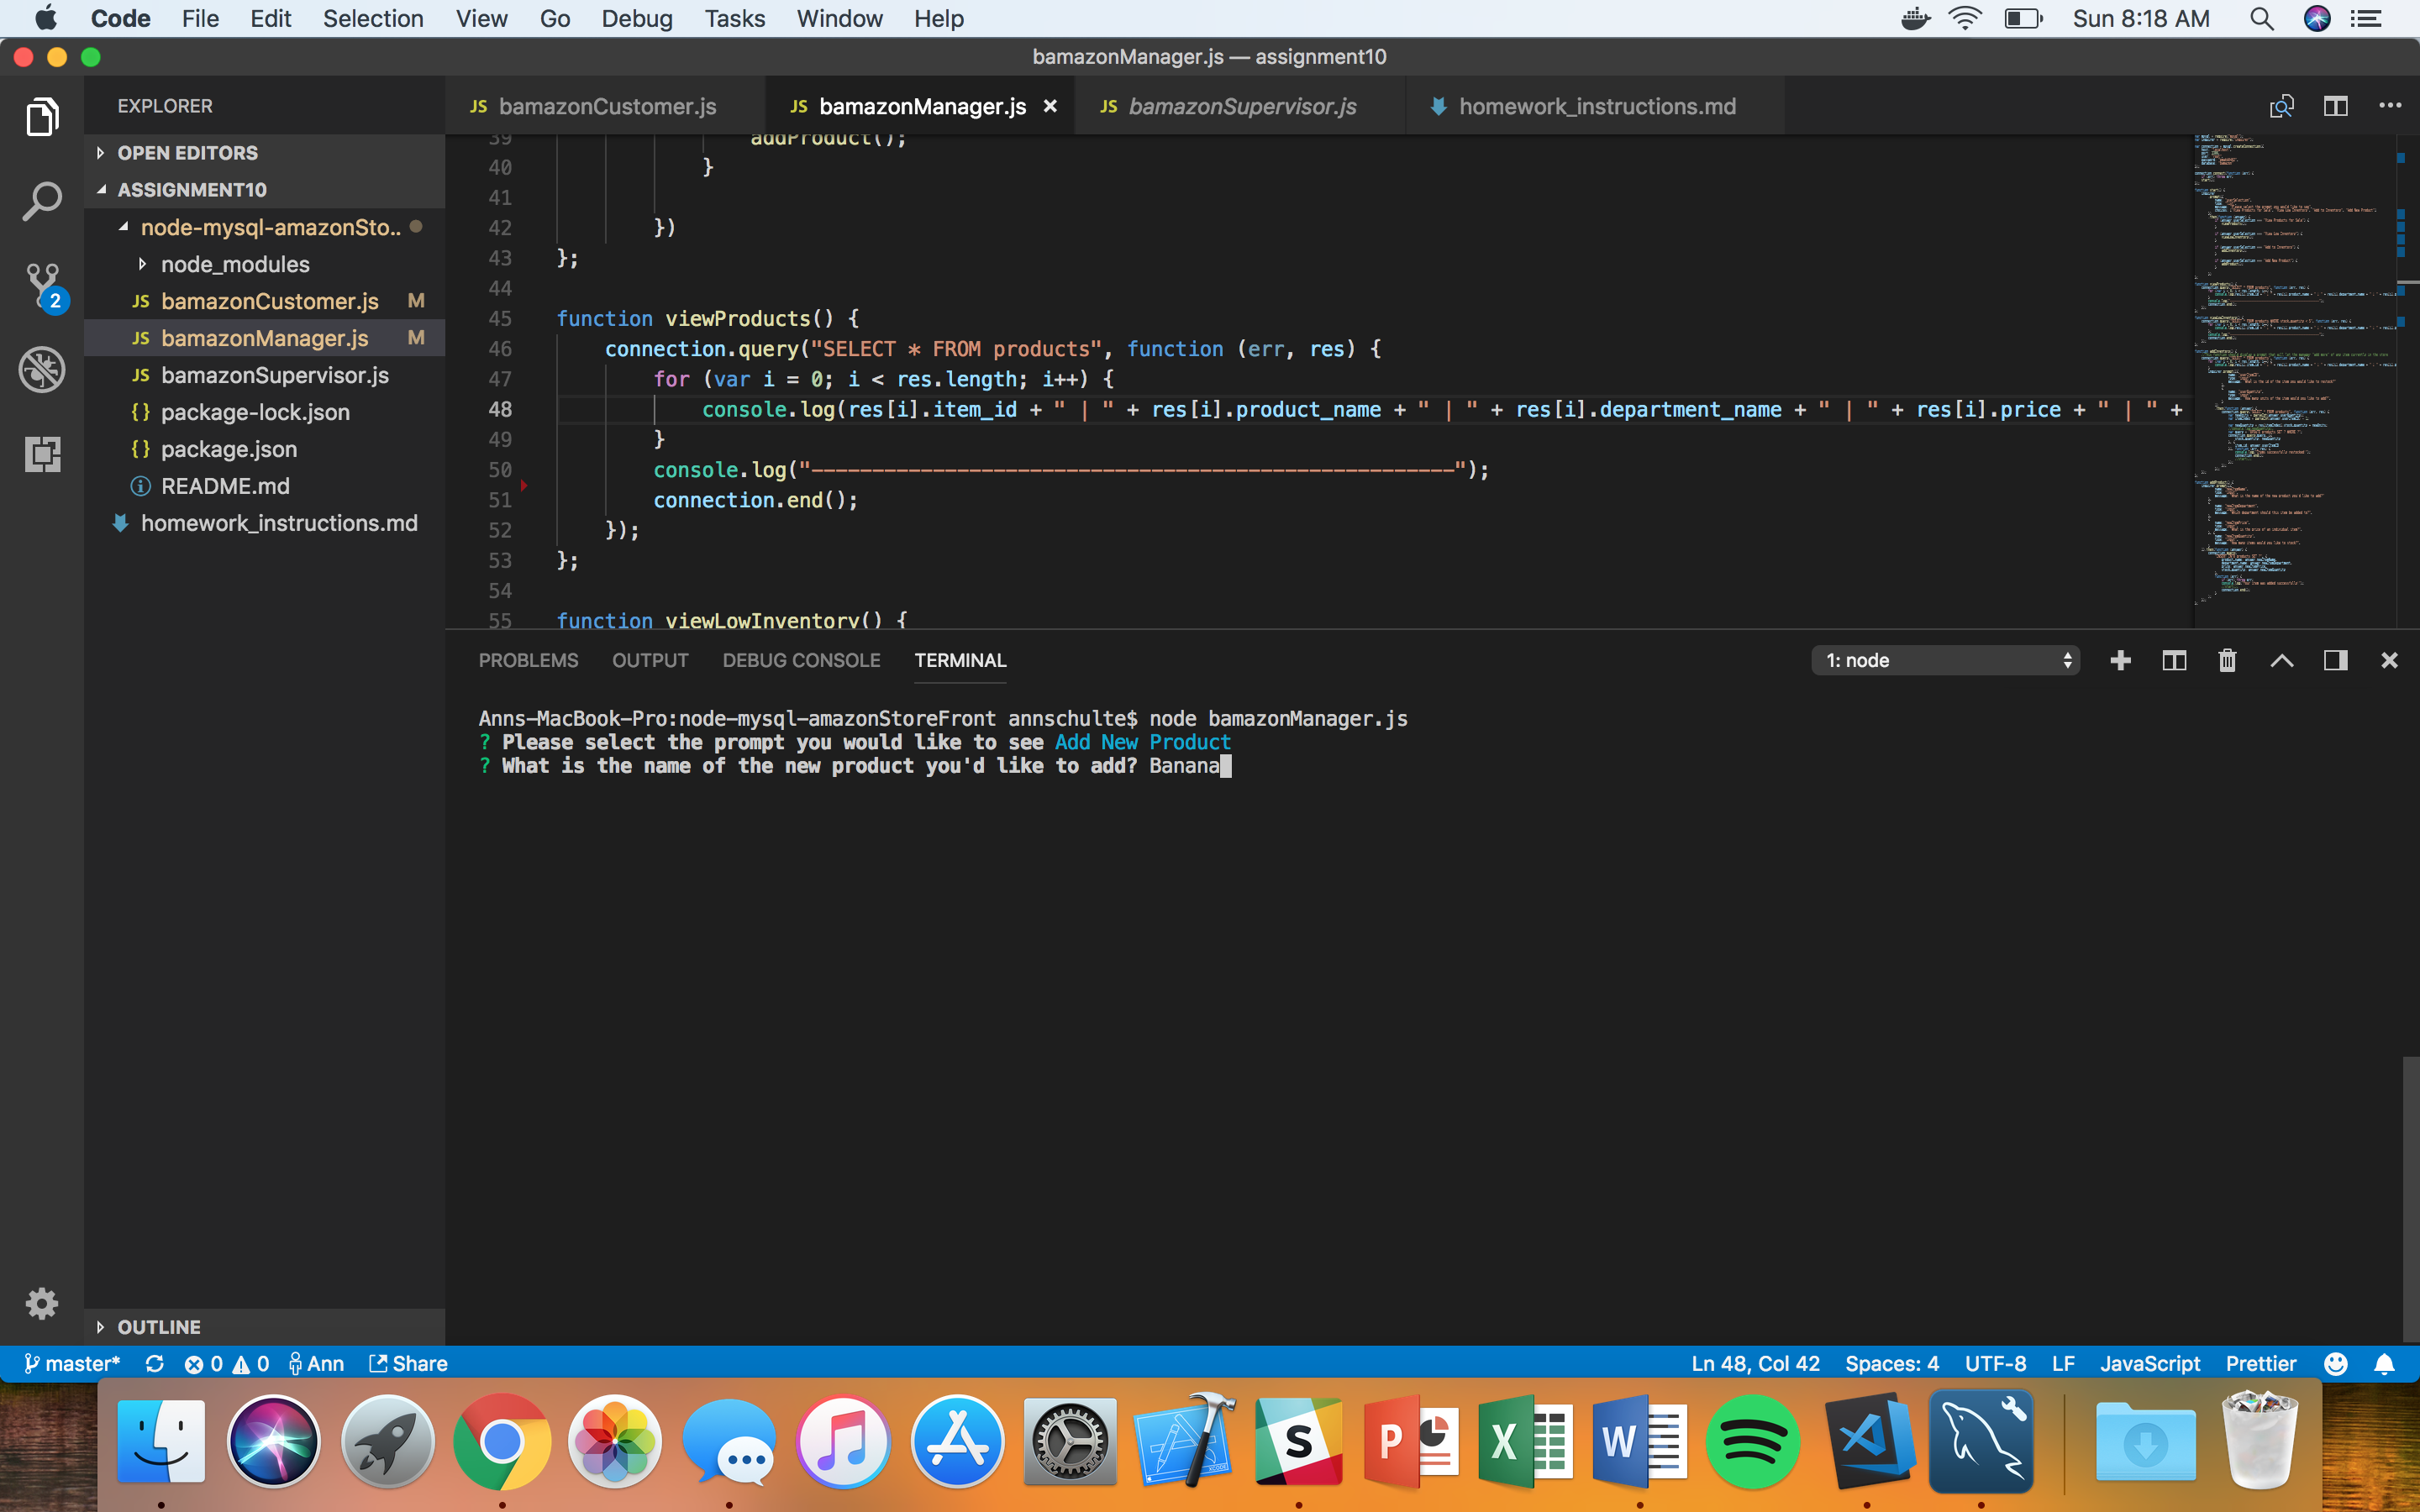 Code File Edit Selection View Go Debug Tasks Window Help Sun 8:18 AM
bamazonManager.js — assignment10
EXPLORER
JS bamazonCustomer.js JS bamazonManager.js × JS bamazonSupervisor.js homework_instructions.md
OPEN EDITORS
ASSIGNMENT10
node-mysql-amazonSto..
node_modules
JS bamazonCustomer.js M
JS bamazonManager.js M
JS bamazonSupervisor.js
{} package-lock.json
{} package.json
README.md
homework_instructions.md
2
OUTLINE
39 addProduct();
40 }
41
42 })
43 };
44
45 function viewProducts() {
46 connection.query("SELECT * FROM products", function (err, res) {
47 for (var i = 0; i < res.length; i++) {
48 console.log(res[i].item_id + " | " + res[i].product_name + " | " + res[i].department_name + " | " + res[i].price + " | " +
49 }
50 console.log("-----------------------------------------------------");
51 connection.end();
52 });
53 };
54
55 function viewLowInventory() {
PROBLEMS OUTPUT DEBUG CONSOLE TERMINAL 1: node
Anns-MacBook-Pro:node-mysql-amazonStoreFront annschulte$ node bamazonManager.js
? Please select the prompt you would like to see Add New Product
? What is the name of the new product you'd like to add? Banana
master* 0 0 Ann Share Ln 48, Col 42 Spaces: 4 UTF-8 LF JavaScript Prettier
S P X W